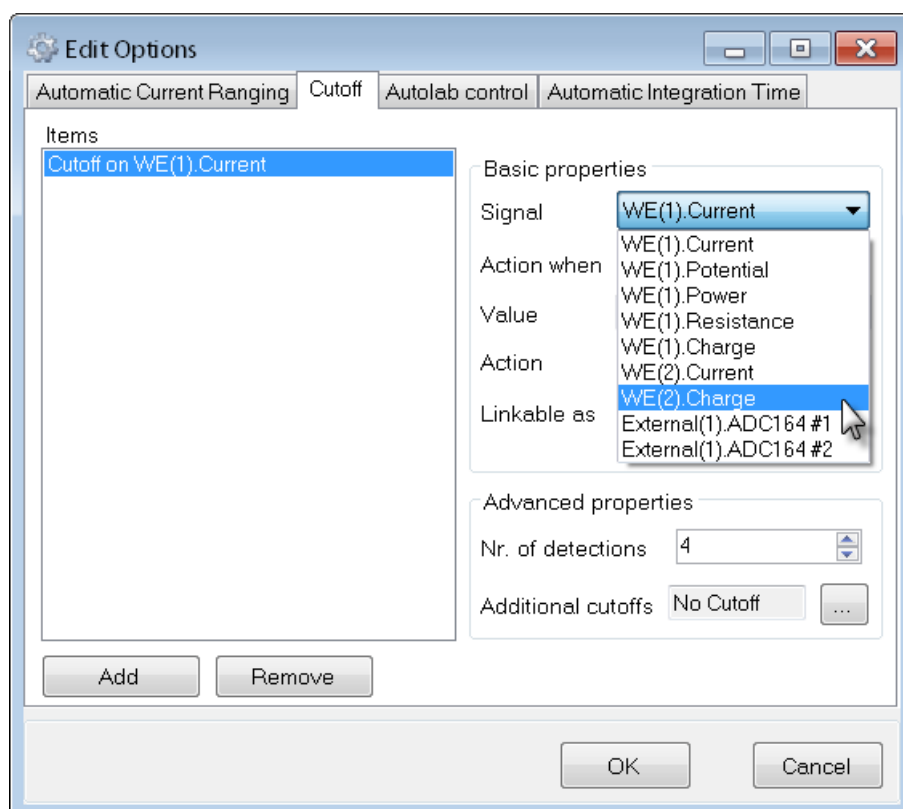 Edit Options
Automatic Current Ranging
Cutoff
Autolab control
Automatic Integration Time
Items
Cutoff on WE(1).Current
Basic properties
Signal
WE(1).Current
WE(1).Current
WE(1).Potential
WE(1).Power
WE(1).Resistance
WE(1).Charge
WE(2).Current
WE(2).Charge
External(1).ADC164 #1
External(1).ADC164 #2
Action when
Value
Action
Linkable as
Advanced properties
Nr. of detections
4
Additional cutoffs
No Cutoff
...
Add
Remove
OK
Cancel